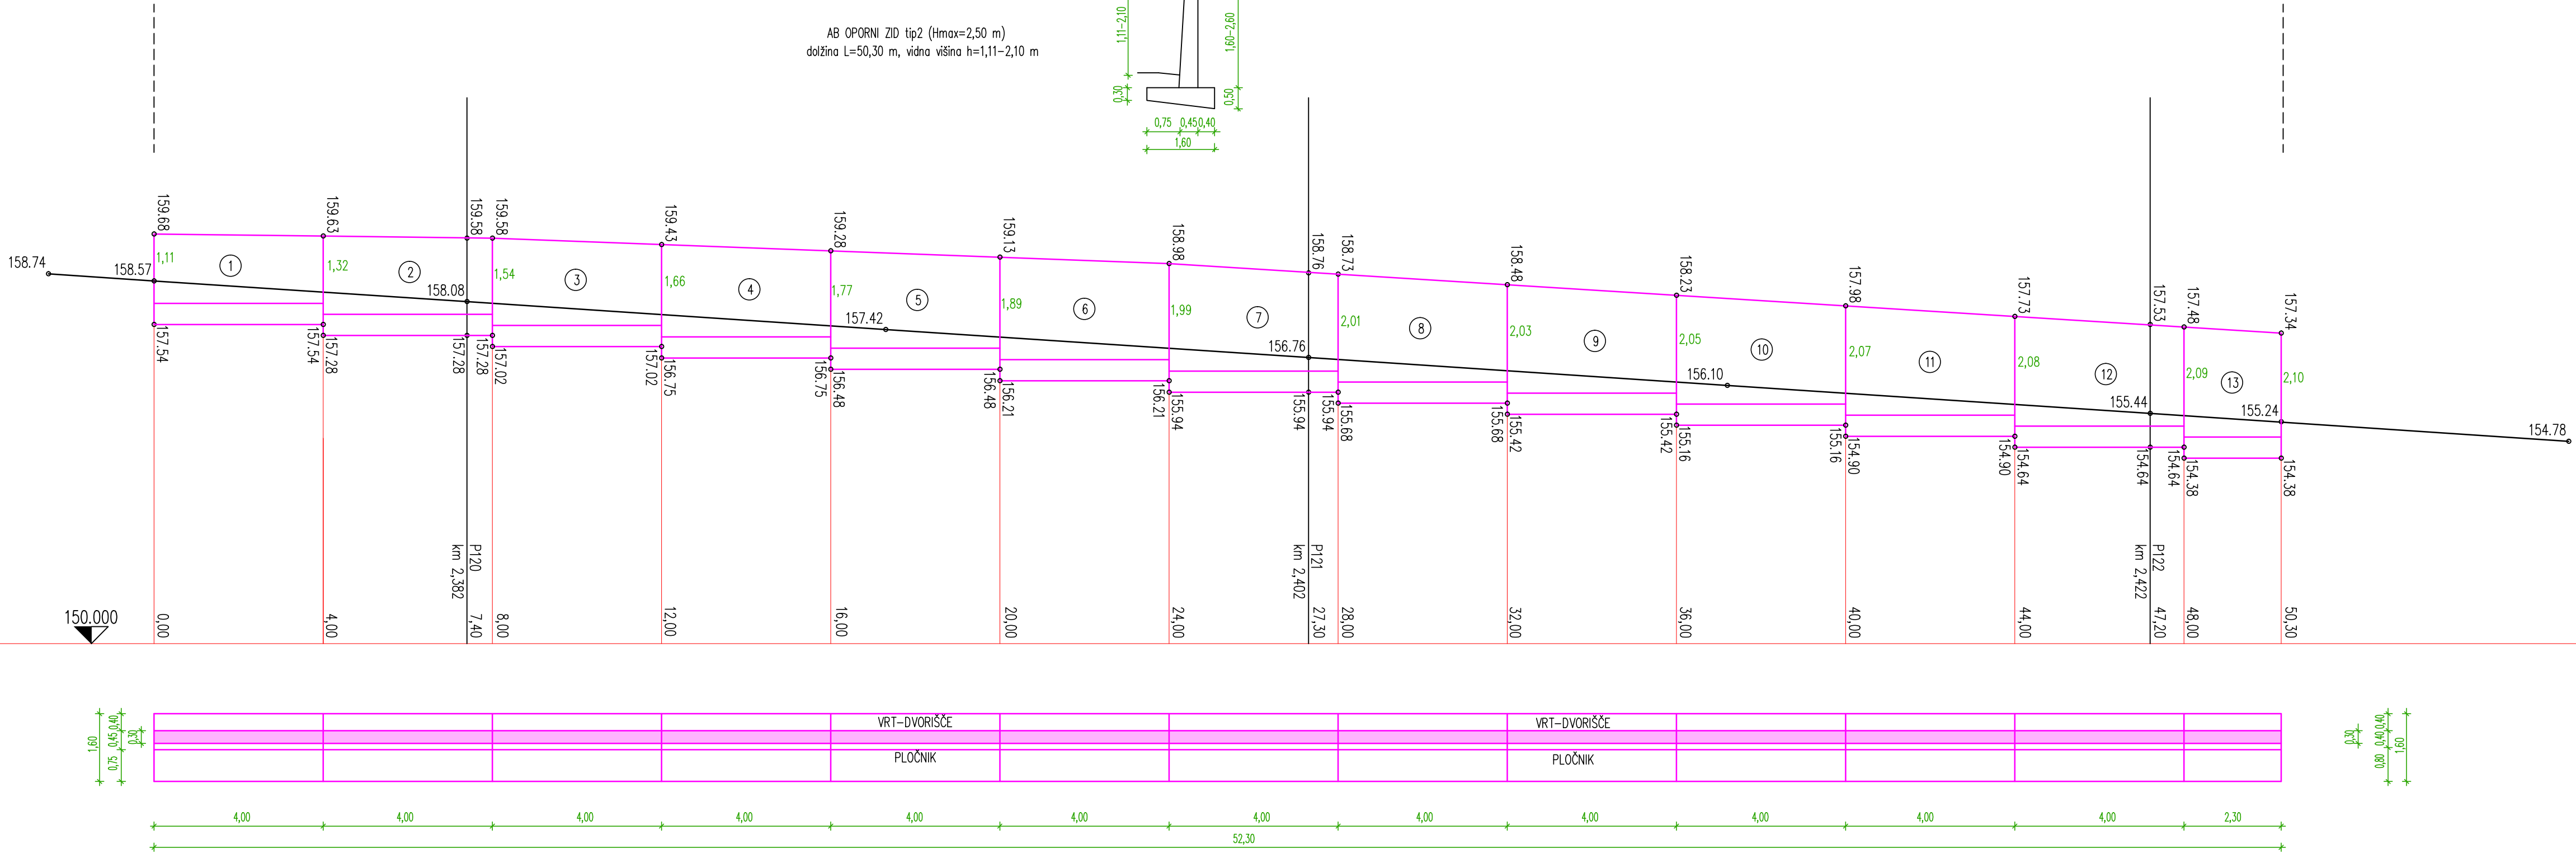 AB OPORNI ZID tip2 (Hmax=2,50 m)
dolžina L=50,30 m, vidna višina h=1,11-2,10 m
1,11-2,10
1,60-2,60
0,30
0,50
0,75 0,45 0,40
1,60
159.68 159.63 159.58 159.58 159.43 159.28 159.13 158.98 158.76 158.73 158.48 158.23 157.98 157.73 157.53 157.48 157.34
158.74 158.57 158.08 157.42 156.76 156.10 155.44 155.24 154.78
1,11 1,32 1,54 1,66 1,77 1,89 1,99 2,01 2,03 2,05 2,07 2,08 2,09 2,10
1 2 3 4 5 6 7 8 9 10 11 12 13
157.54 157.54 157.28 157.28 157.28 157.02 157.02 156.75 156.75 156.48 156.48 156.21 156.21 155.94 155.94 155.94 155.68 155.68 155.42 155.42 155.16 155.16 154.90 154.90 154.64 154.64 154.64 154.38 154.38
P120
km 2,382
P121
km 2,402
P122
km 2,422
150.000
0,00 4,00 7,40 8,00 12,00 16,00 20,00 24,00 27,30 28,00 32,00 36,00 40,00 44,00 47,20 48,00 50,30
1,60
0,75 0,45 0,40
0,30
VRT-DVORIŠČE
VRT-DVORIŠČE
PLOČNIK
PLOČNIK
0,30
0,80 0,40 0,40
1,60
4,00 4,00 4,00 4,00 4,00 4,00 4,00 4,00 4,00 4,00 4,00 4,00 2,30
52,30